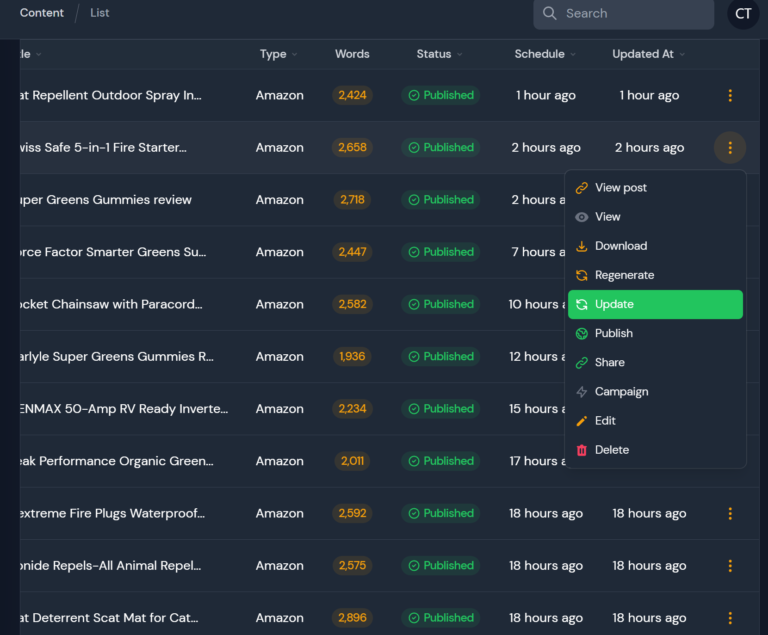 Content / List
Search
CT
le Type Words Status Schedule Updated At
at Repellent Outdoor Spray In... Amazon 2,424 Published 1 hour ago 1 hour ago
wiss Safe 5-in-1 Fire Starter... Amazon 2,658 Published 2 hours ago 2 hours ago
uper Greens Gummies review Amazon 2,718 Published 2 hours a
View post
View
orce Factor Smarter Greens Su... Amazon 2,447 Published 7 hours a
Download
Regenerate
ocket Chainsaw with Paracord... Amazon 2,582 Published 10 hours a
Update
Publish
arlyle Super Greens Gummies R... Amazon 1,936 Published 12 hours a
Share
Campaign
ENMAX 50-Amp RV Ready Inverte... Amazon 2,234 Published 15 hours a
Edit
Delete
eak Performance Organic Green... Amazon 2,011 Published 17 hours a
extreme Fire Plugs Waterproof... Amazon 2,592 Published 18 hours ago 18 hours ago
onide Repels-All Animal Repel... Amazon 2,575 Published 18 hours ago 18 hours ago
at Deterrent Scat Mat for Cat... Amazon 2,896 Published 18 hours ago 18 hours ago